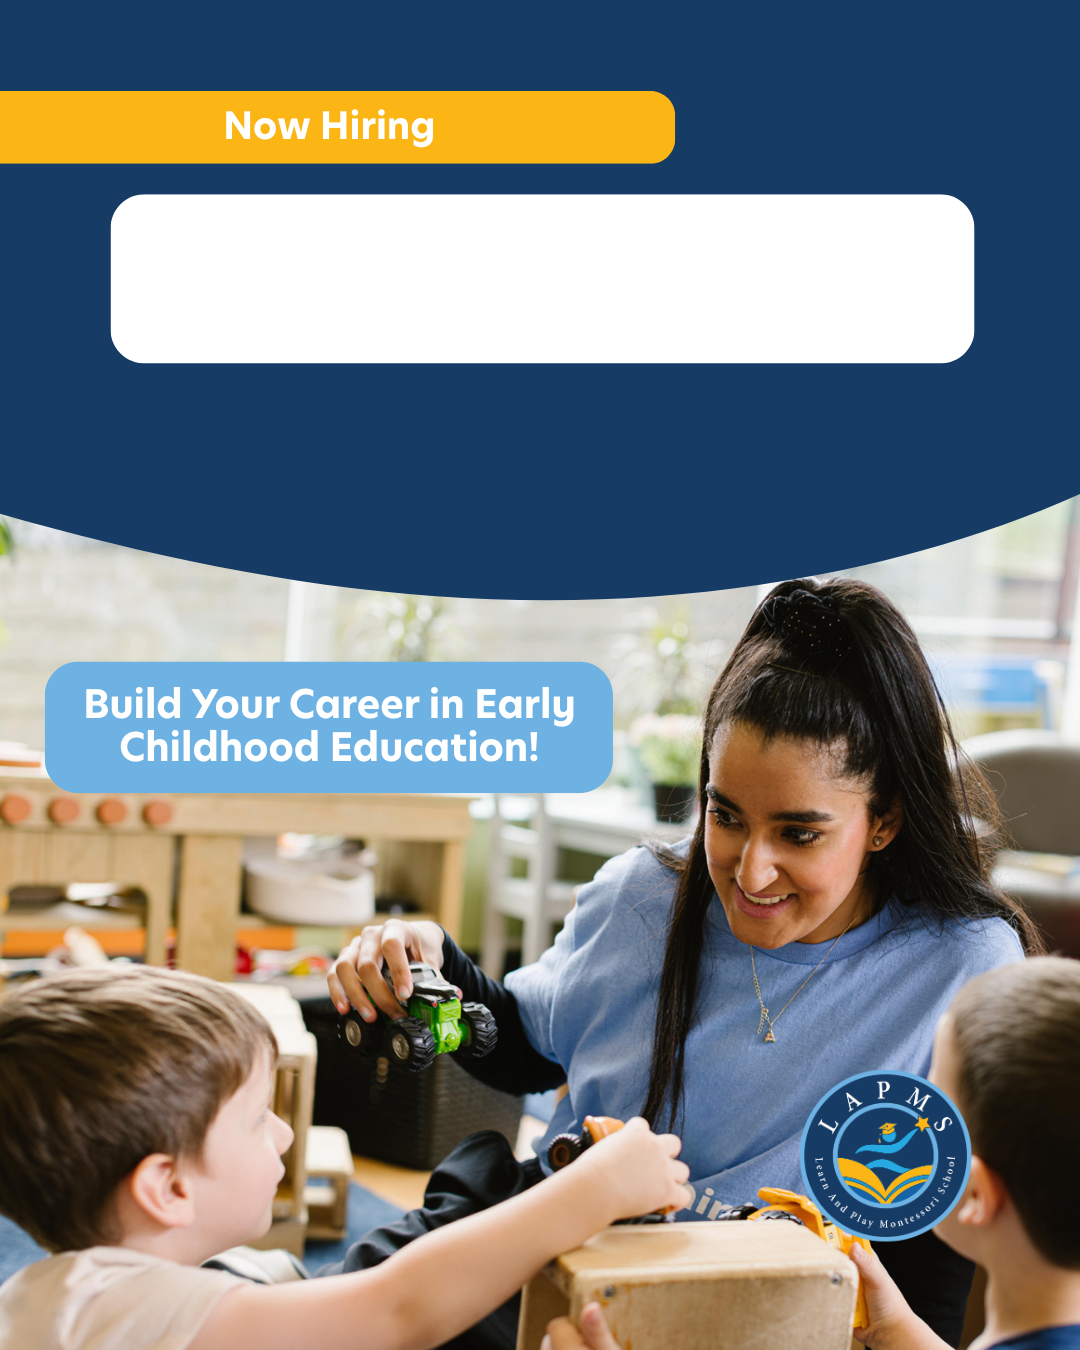 Now Hiring
Build Your Career in Early
Childhood Education!
LAPMS
Learn And Play Montessori School